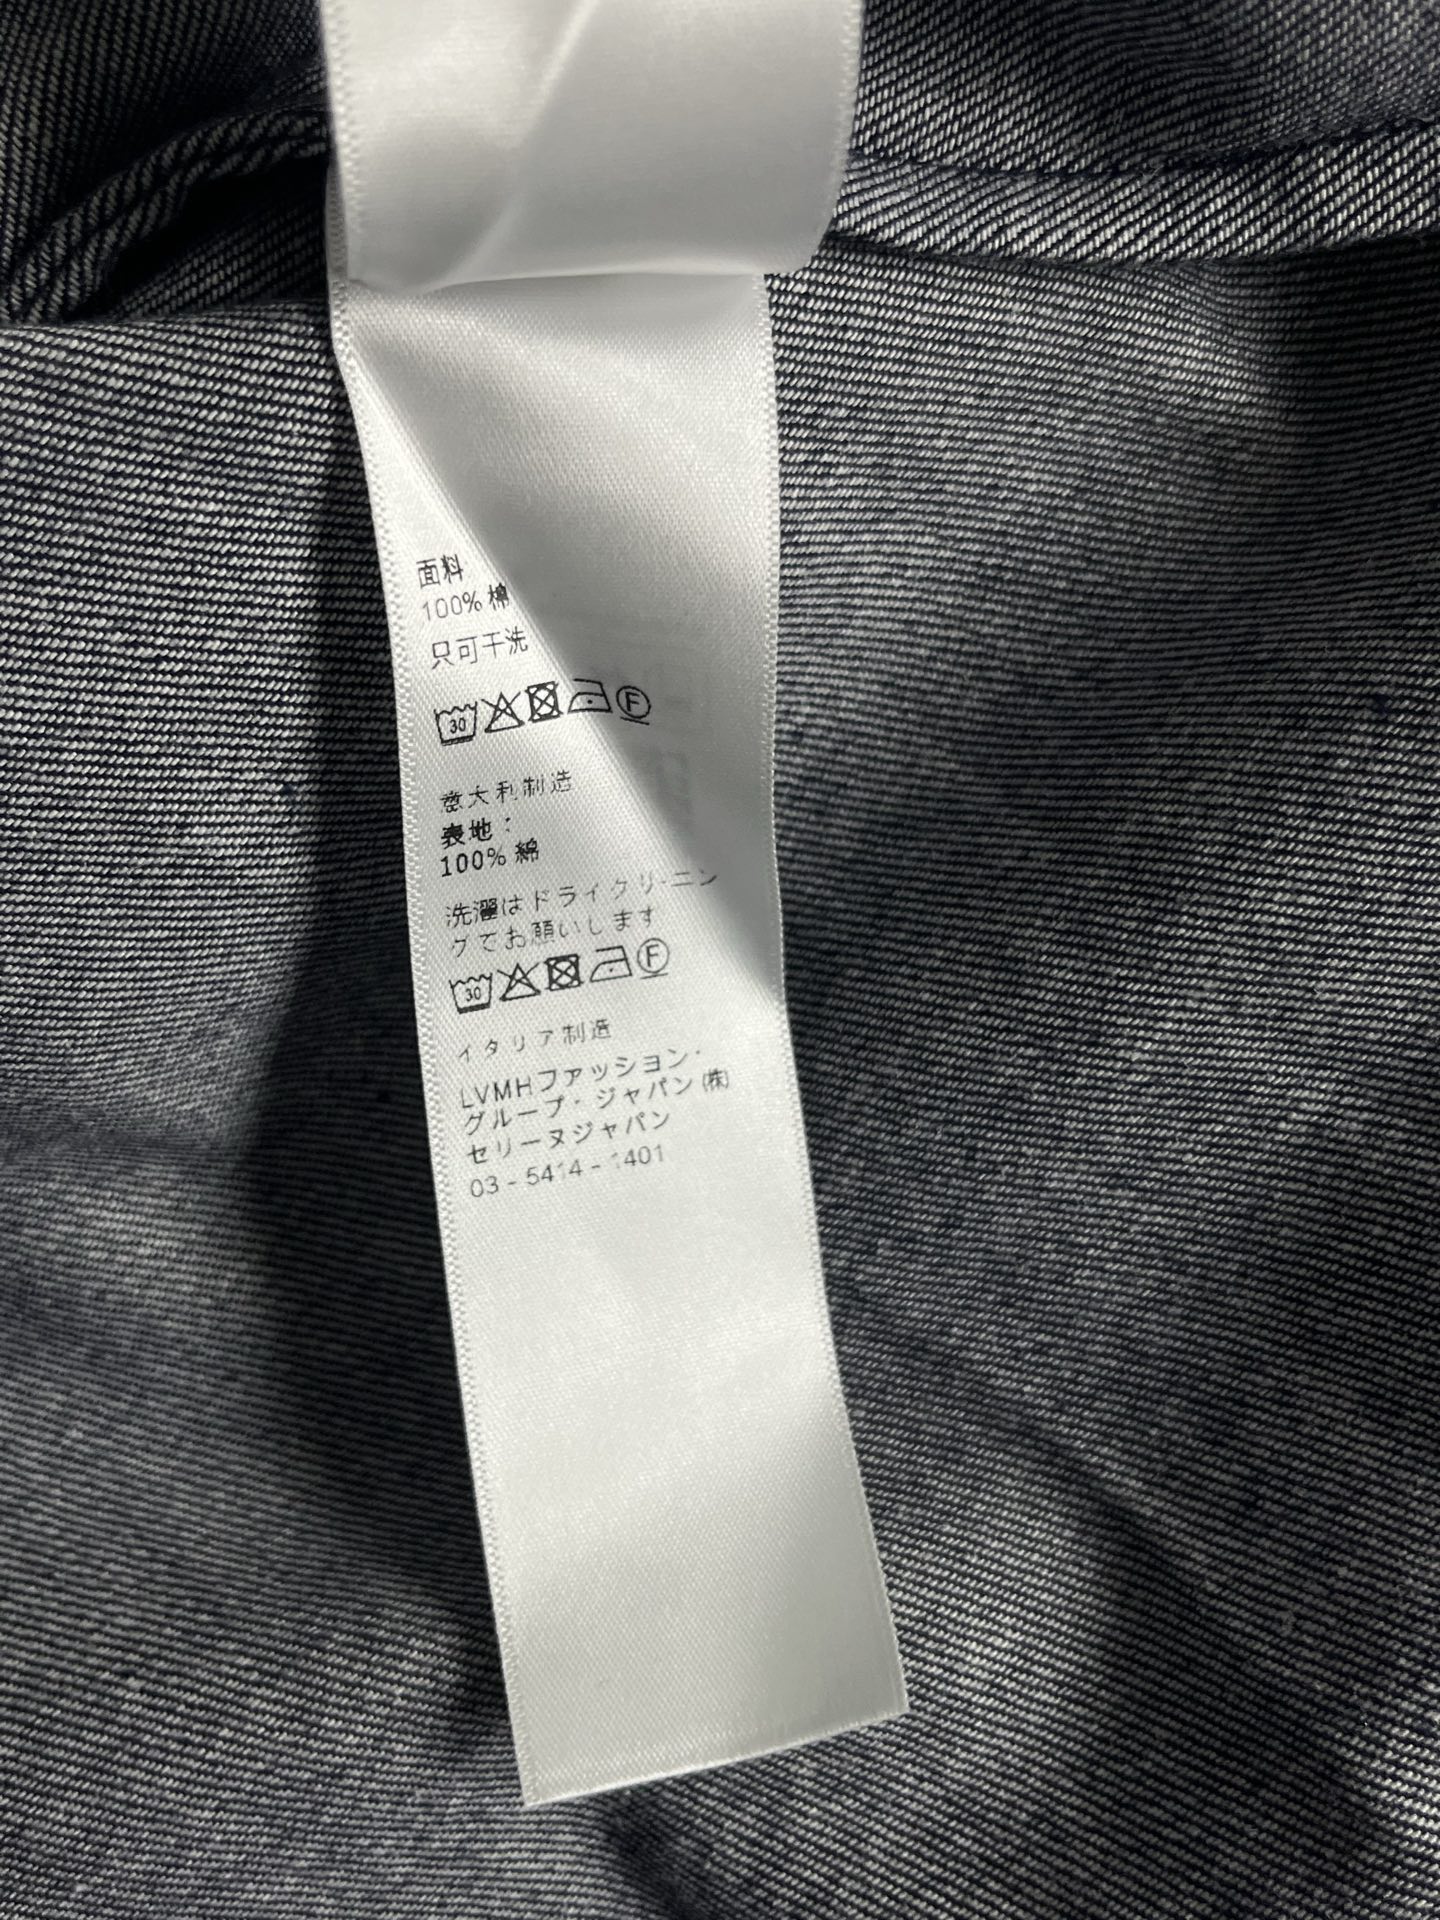 面料
100% 棉
只可干洗
30 F
意大利制造
表地：
100% 綿
洗濯はドライクリーニン
グでお願いします
30 F
イタリア制造
LVMHファッション・
グループ・ジャパン(株)
セリーヌジャパン
03 - 5414 - 1401